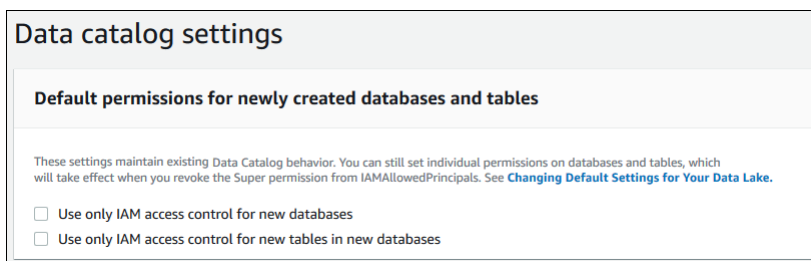 Data catalog settings
Default permissions for newly created databases and tables
These settings maintain existing Data Catalog behavior. You can still set individual permissions on databases and tables, which
will take effect when you revoke the Super permission from IAMAllowedPrincipals. See Changing Default Settings for Your Data Lake.
Use only IAM access control for new databases
Use only IAM access control for new tables in new databases